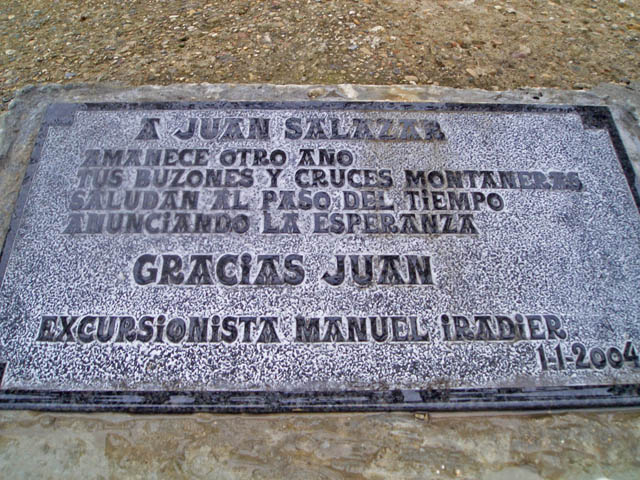 A JUAN SALAZAR
AMANECE OTRO AÑO
TUS BUZONES Y CRUCES MONTAÑERAS
SALUDAN AL PASO DEL TIEMPO
ANUNCIANDO LA ESPERANZA
GRACIAS JUAN
EXCURSIONISTA MANUEL IRADIER
1-1-2004